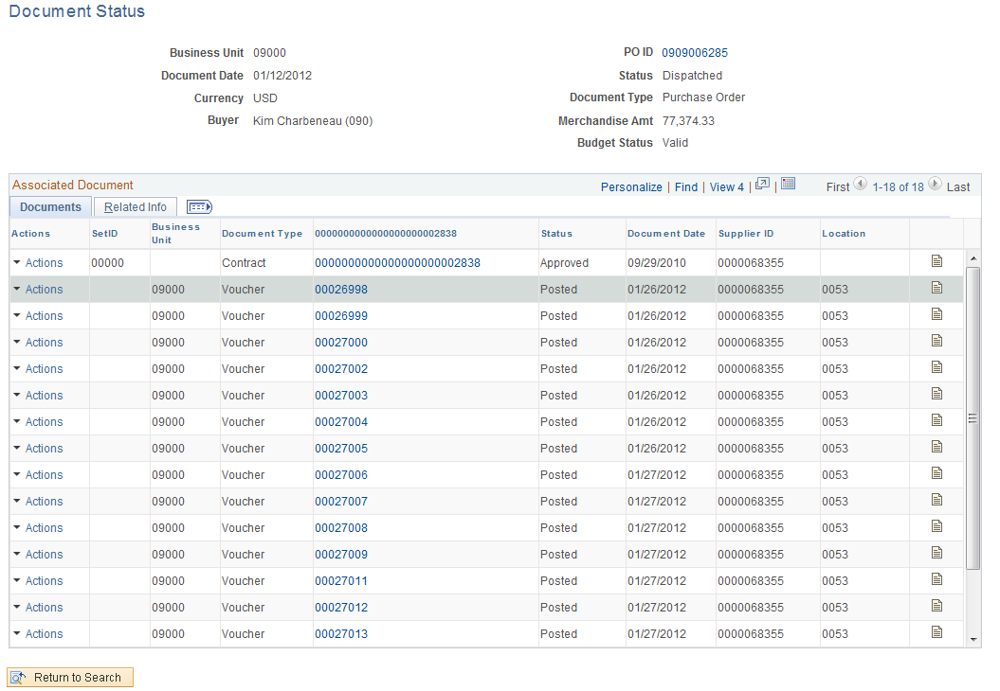 Document Status
Business Unit 09000 PO ID 0909006285
Document Date 01/12/2012 Status Dispatched
Currency USD Document Type Purchase Order
Buyer Kim Charbeneau (090) Merchandise Amt 77,374.33
Budget Status Valid
Associated Document Personalize | Find | View 4 | | First 1-18 of 18 Last
Documents Related Info
Actions SetID Business Unit Document Type 0000000000000000000002838 Status Document Date Supplier ID Location
Actions 00000 Contract 0000000000000000000002838 Approved 09/29/2010 0000068355
Actions 09000 Voucher 00026998 Posted 01/26/2012 0000068355 0053
Actions 09000 Voucher 00026999 Posted 01/26/2012 0000068355 0053
Actions 09000 Voucher 00027000 Posted 01/26/2012 0000068355 0053
Actions 09000 Voucher 00027002 Posted 01/26/2012 0000068355 0053
Actions 09000 Voucher 00027003 Posted 01/26/2012 0000068355 0053
Actions 09000 Voucher 00027004 Posted 01/26/2012 0000068355 0053
Actions 09000 Voucher 00027005 Posted 01/26/2012 0000068355 0053
Actions 09000 Voucher 00027006 Posted 01/27/2012 0000068355 0053
Actions 09000 Voucher 00027007 Posted 01/27/2012 0000068355 0053
Actions 09000 Voucher 00027008 Posted 01/27/2012 0000068355 0053
Actions 09000 Voucher 00027009 Posted 01/27/2012 0000068355 0053
Actions 09000 Voucher 00027011 Posted 01/27/2012 0000068355 0053
Actions 09000 Voucher 00027012 Posted 01/27/2012 0000068355 0053
Actions 09000 Voucher 00027013 Posted 01/27/2012 0000068355 0053
Return to Search